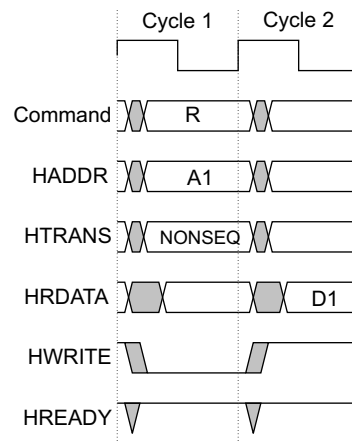 Cycle 1 Cycle 2
Command R
HADDR A1
HTRANS NONSEQ
HRDATA D1
HWRITE
HREADY